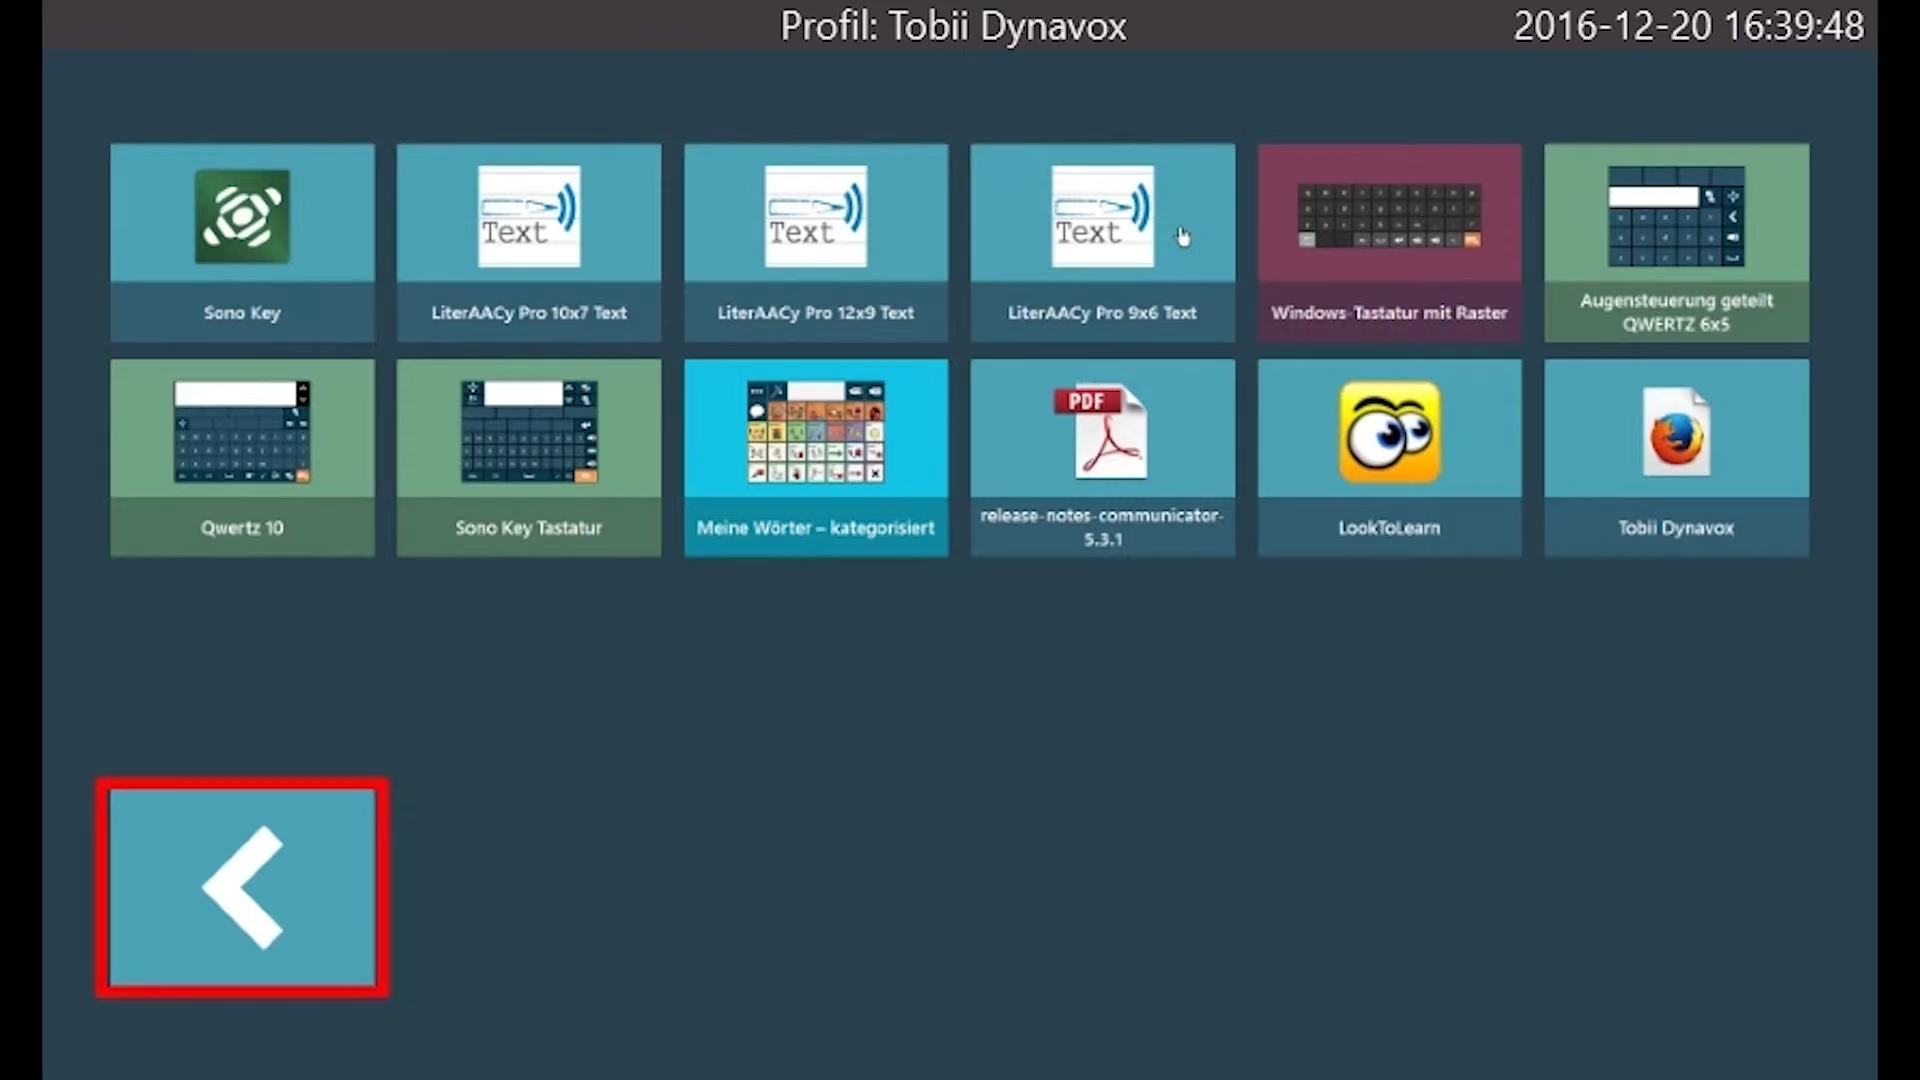 Profil: Tobii Dynavox 2016-12-20 16:39:48
Text Text Text
Sono Key LiterAACy Pro 10x7 Text LiterAACy Pro 12x9 Text LiterAACy Pro 9x6 Text Windows-Tastatur mit Raster Augensteuerung geteilt
QWERTZ 6x5
PDF
Qwertz 10 Sono Key Tastatur Meine Wörter – kategorisiert release-notes-communicator-
5.3.1 LookToLearn Tobii Dynavox